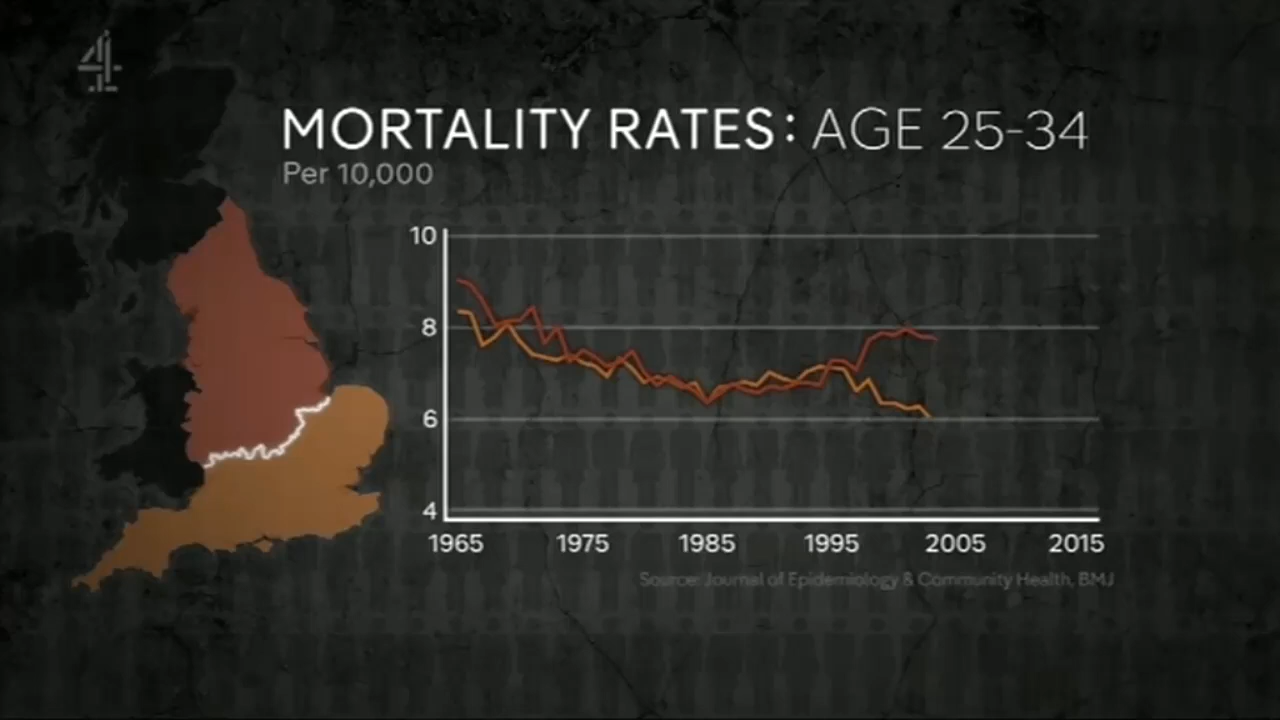 4
MORTALITY RATES: AGE 25-34
Per 10,000
10
8
6
4
1965 1975 1985 1995 2005 2015
Source: Journal of Epidemiology & Community Health, BMJ